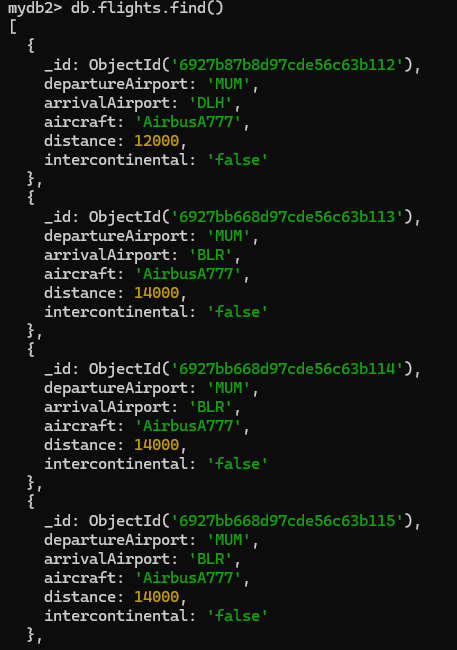 mydb2> db.flights.find()
[
  {
    _id: ObjectId('6927b87b8d97cde56c63b112'),
    departureAirport: 'MUM',
    arrivalAirport: 'DLH',
    aircraft: 'AirbusA777',
    distance: 12000,
    intercontinental: 'false'
  },
  {
    _id: ObjectId('6927bb668d97cde56c63b113'),
    departureAirport: 'MUM',
    arrivalAirport: 'BLR',
    aircraft: 'AirbusA777',
    distance: 14000,
    intercontinental: 'false'
  },
  {
    _id: ObjectId('6927bb668d97cde56c63b114'),
    departureAirport: 'MUM',
    arrivalAirport: 'BLR',
    aircraft: 'AirbusA777',
    distance: 14000,
    intercontinental: 'false'
  },
  {
    _id: ObjectId('6927bb668d97cde56c63b115'),
    departureAirport: 'MUM',
    arrivalAirport: 'BLR',
    aircraft: 'AirbusA777',
    distance: 14000,
    intercontinental: 'false'
  },